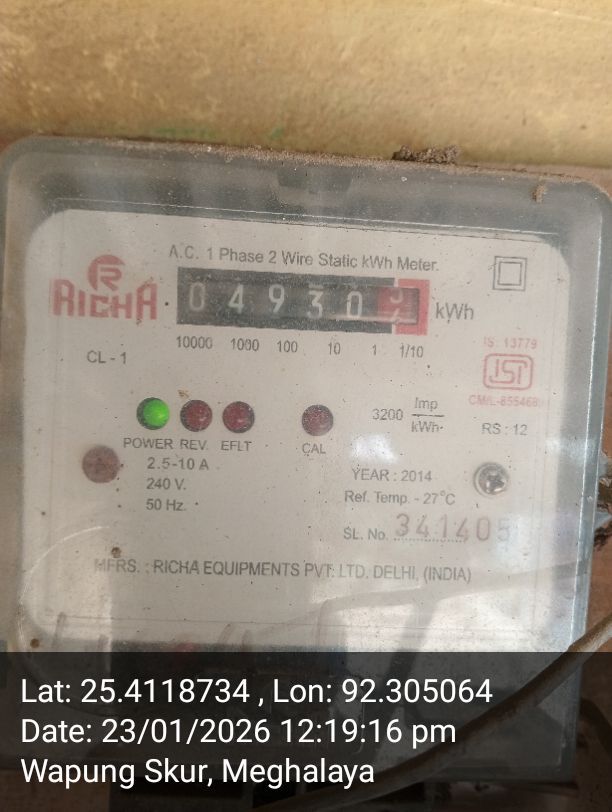 A.C. 1 Phase 2 Wire Static kWh Meter.
R
RICHA
04930 kWh
10000 1000 100 10 1 1/10
CL - 1
IS: 13779
ISI
3200 Imp/kWh
RS : 12
POWER REV. EFLT CAL
2.5-10 A
240 V.
50 Hz.
YEAR : 2014
Ref. Temp. - 27°C
SL. No. 341405
MFRS. : RICHA EQUIPMENTS PVT. LTD. DELHI, (INDIA)
Lat: 25.4118734 , Lon: 92.305064
Date: 23/01/2026 12:19:16 pm
Wapung Skur, Meghalaya